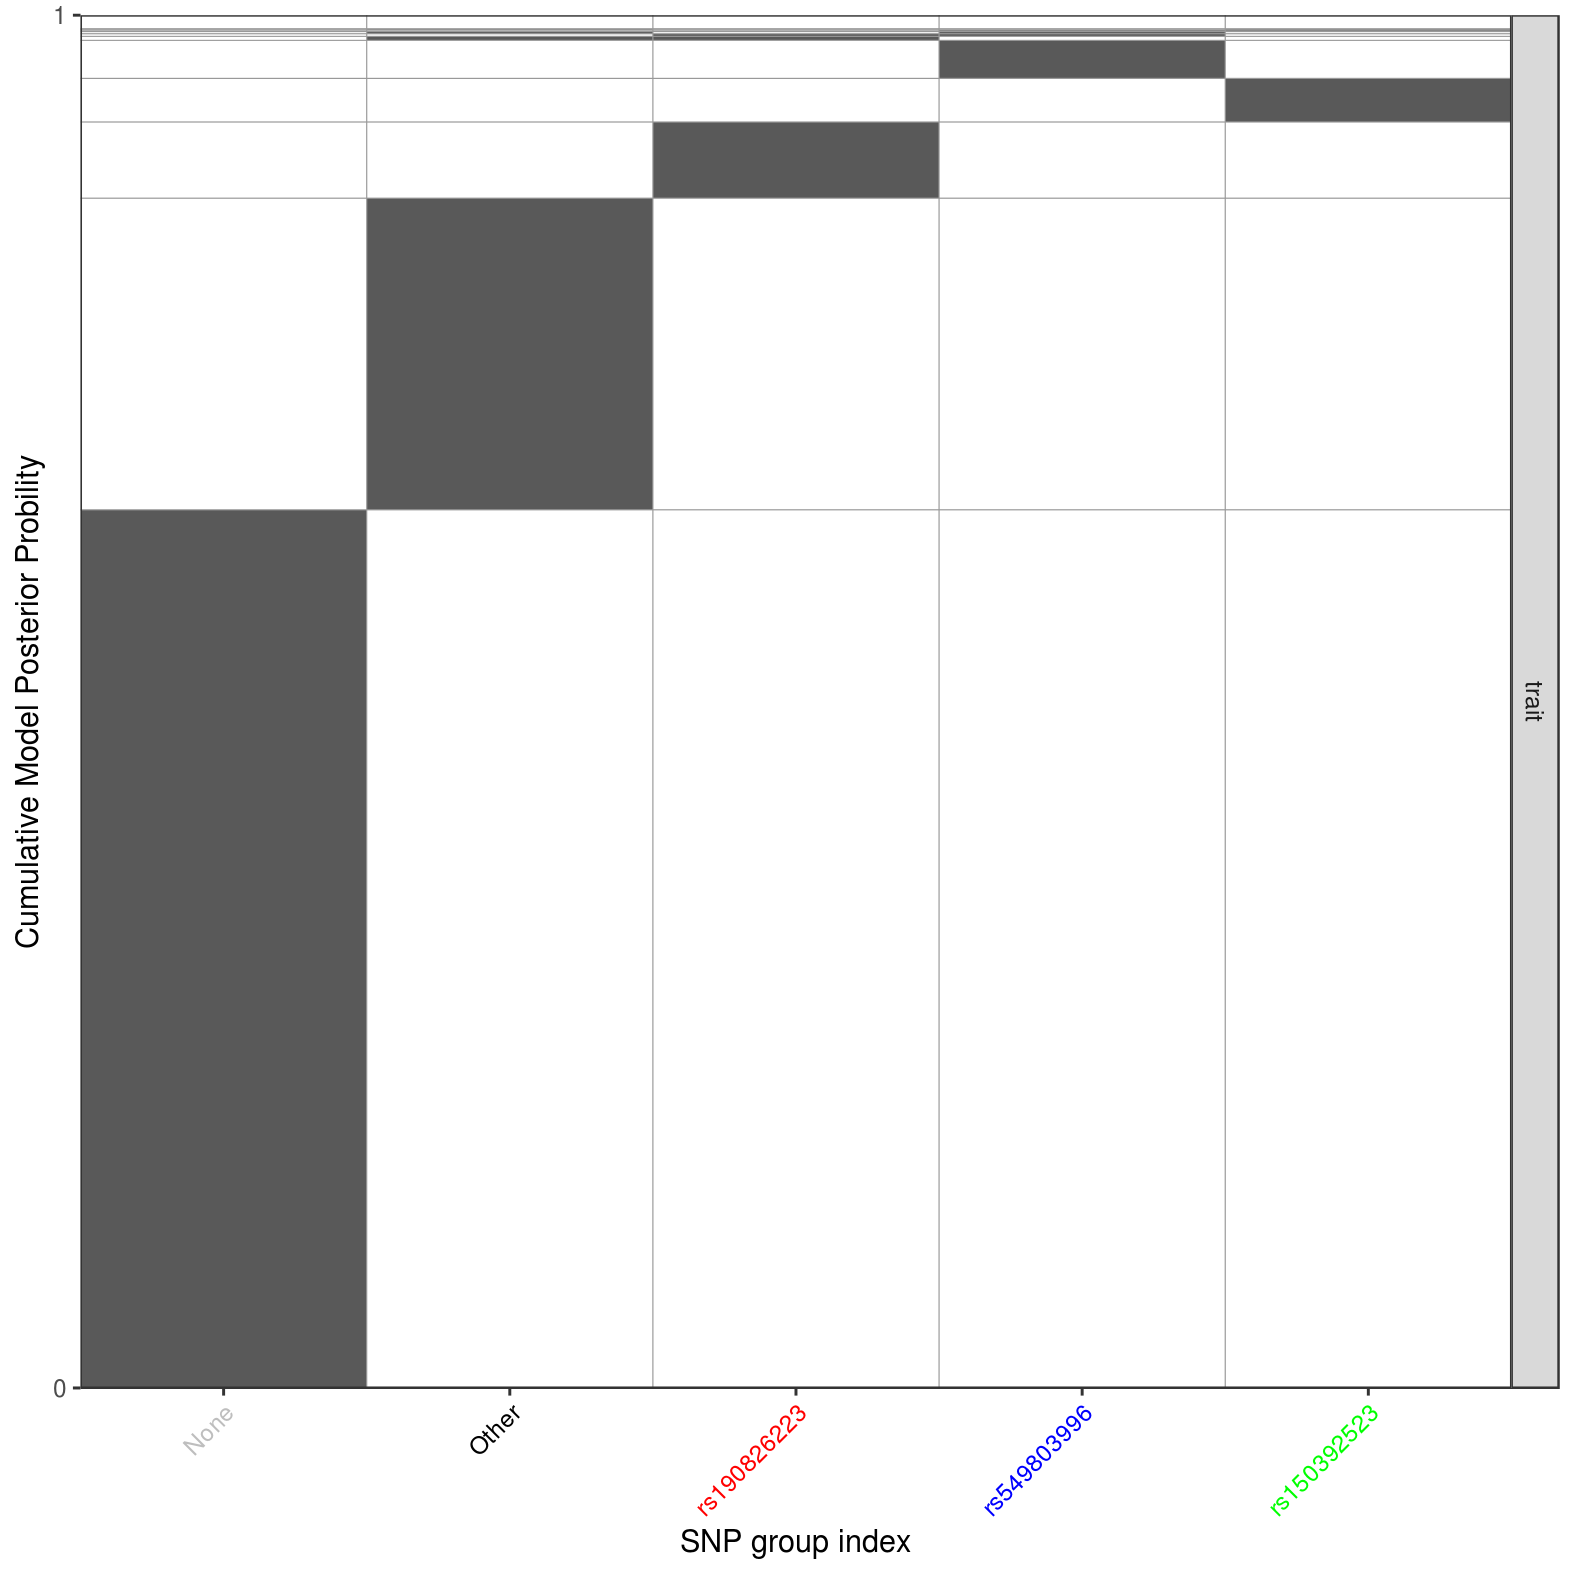 1
Cumulative Model Posterior Probility
0
trait
None
Other
rs190826223
rs549803996
rs150392523
SNP group index